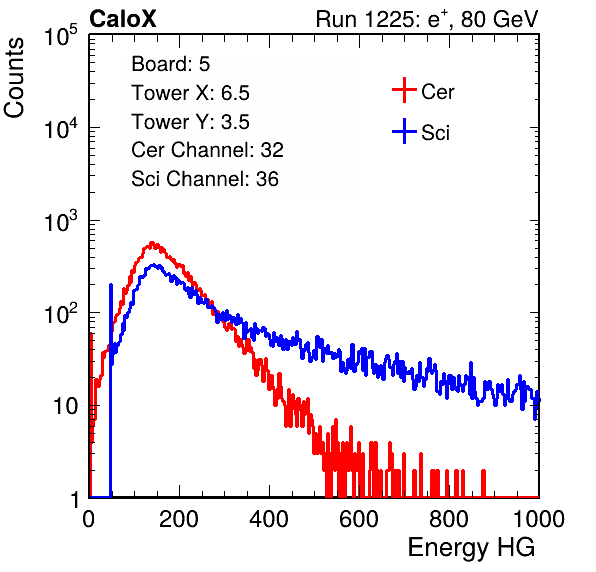 CaloX Run 1225: e⁺, 80 GeV
Counts
Board: 5
Tower X: 6.5
Tower Y: 3.5
Cer Channel: 32
Sci Channel: 36
Cer
Sci
10⁵
10⁴
10³
10²
10
1
0 200 400 600 800 1000
Energy HG